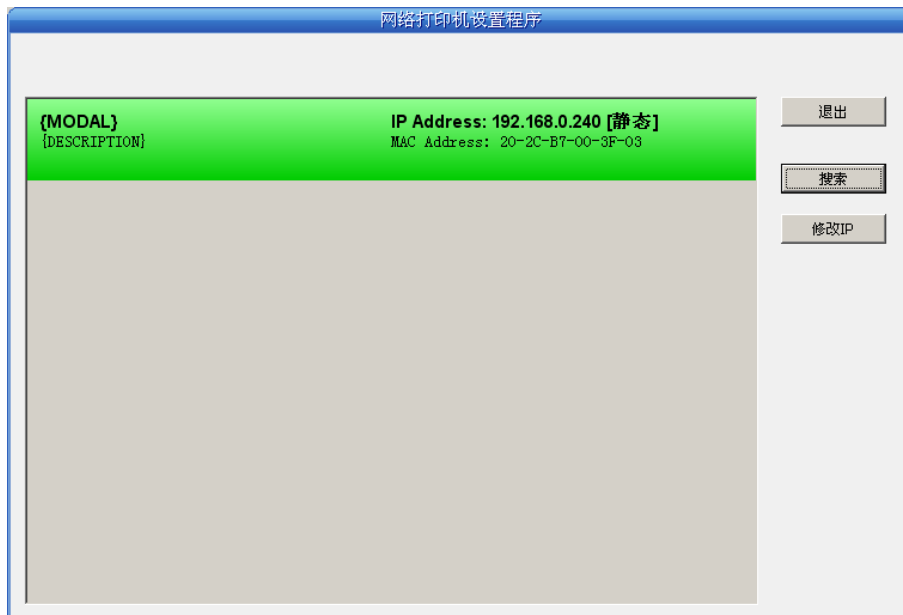 网络打印机设置程序
{MODAL}
{DESCRIPTION}
IP Address: 192.168.0.240 [静态]
MAC Address: 20-2C-B7-00-3F-03
退出
搜索
修改IP